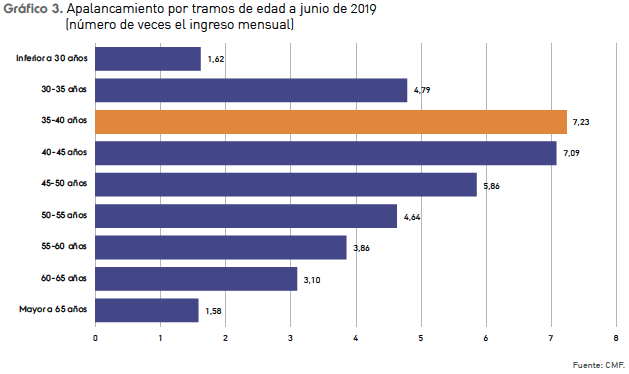 Gráfico 3. Apalancamiento por tramos de edad a junio de 2019
(número de veces el ingreso mensual)
Inferior a 30 años
1,62
30-35 años
4,79
35-40 años
7,23
40-45 años
7,09
45-50 años
5,86
50-55 años
4,64
55-60 años
3,86
60-65 años
3,10
Mayor a 65 años
1,58
0 1 2 3 4 5 6 7 8
Fuente: CMF.